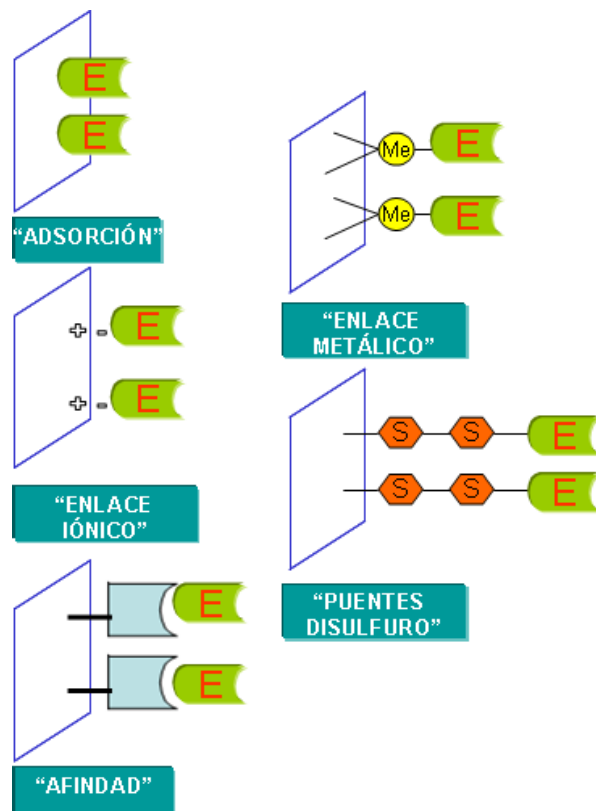 E
E
“ADSORCIÓN”
+ - E
+ - E
“ENLACE
IÓNICO”
E
E
“AFINDAD”
Me E
Me E
“ENLACE
METÁLICO”
S S E
S S E
“PUENTES
DISULFURO”